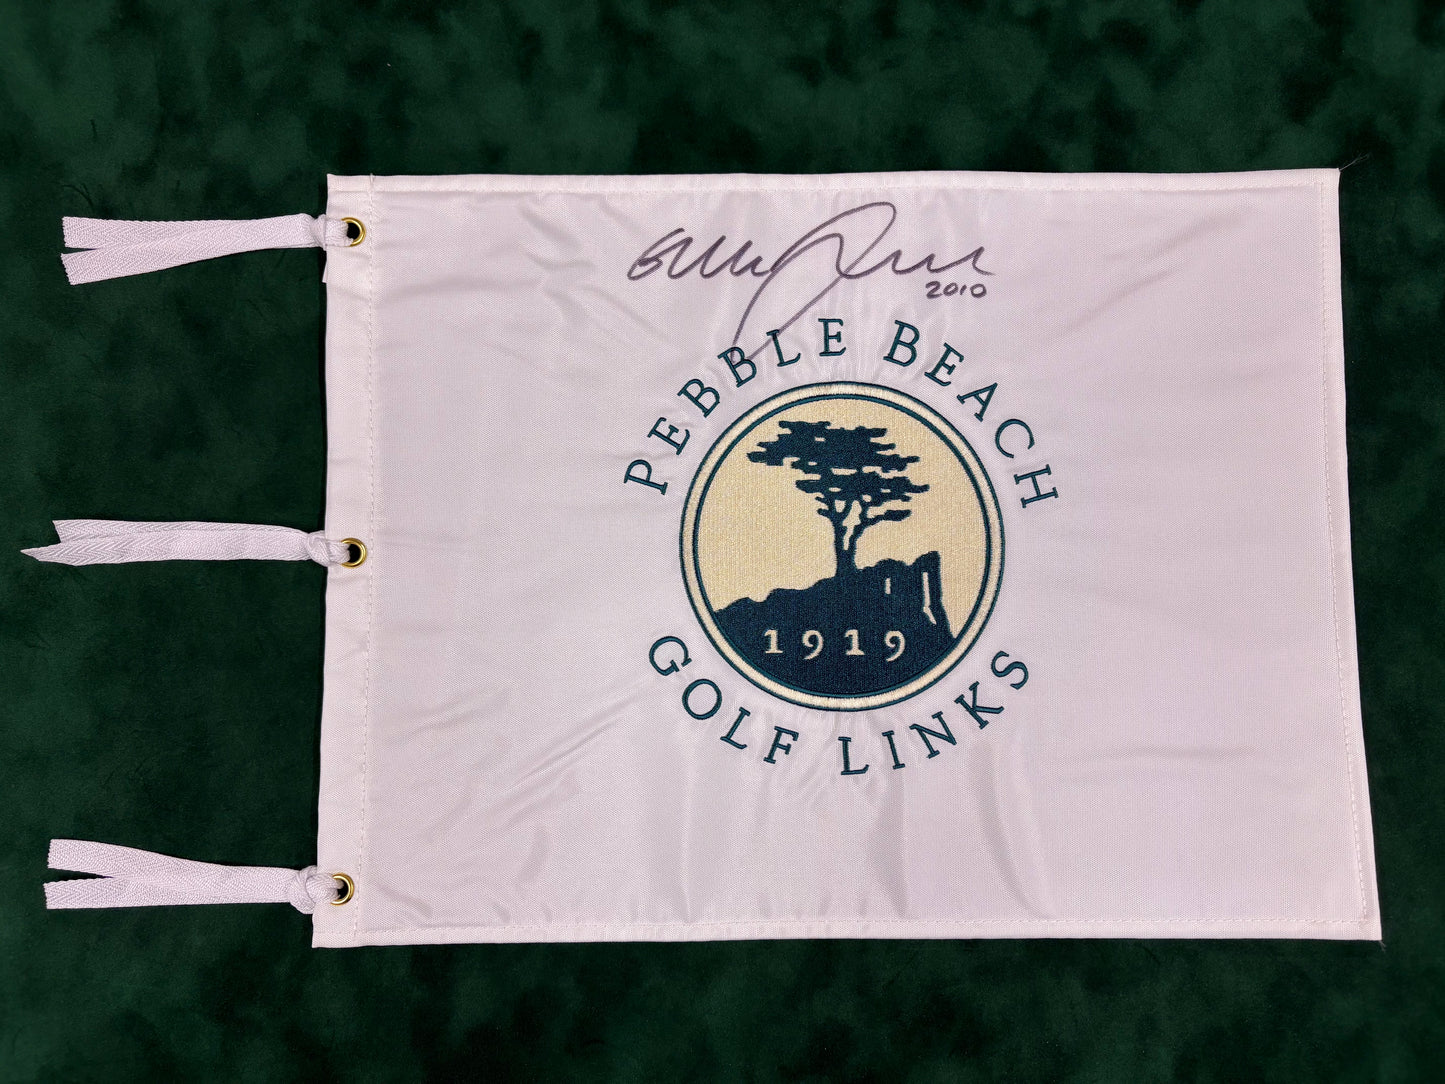 2010
PEBBLE BEACH
1919
GOLF LINKS